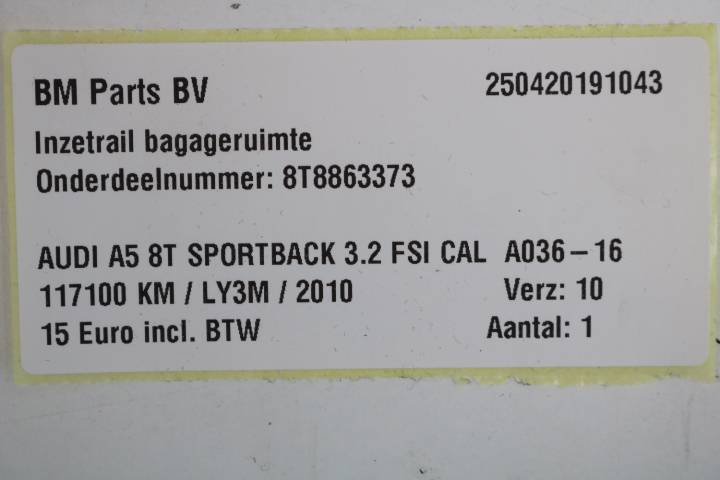 BM Parts BV 250420191043
Inzetrail bagageruimte
Onderdeelnummer: 8T8863373
AUDI A5 8T SPORTBACK 3.2 FSI CAL A036-16
117100 KM / LY3M / 2010 Verz: 10
15 Euro incl. BTW Aantal: 1